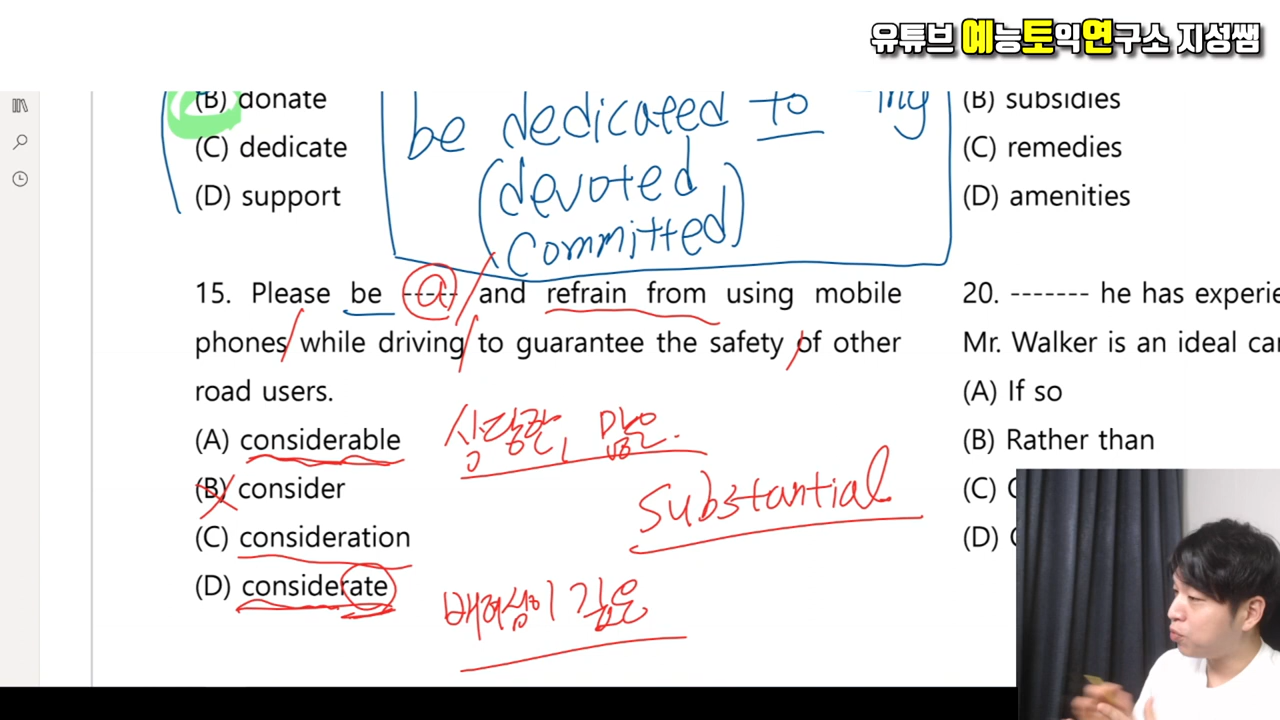 유튜브 예능토익연구소 지성쌤
(B) donate
(C) dedicate
(D) support
be dedicated to ing
(devoted
committed)
15. Please be ------ and refrain from using mobile
phones while driving to guarantee the safety of other
road users.
a
(A) considerable
(B) consider
(C) consideration
(D) considerate
상당한, 많은.
substantial
배려심이 깊은
(B) subsidies
(C) remedies
(D) amenities
20. ------- he has experie
Mr. Walker is an ideal can
(A) If so
(B) Rather than
(C)
(D)